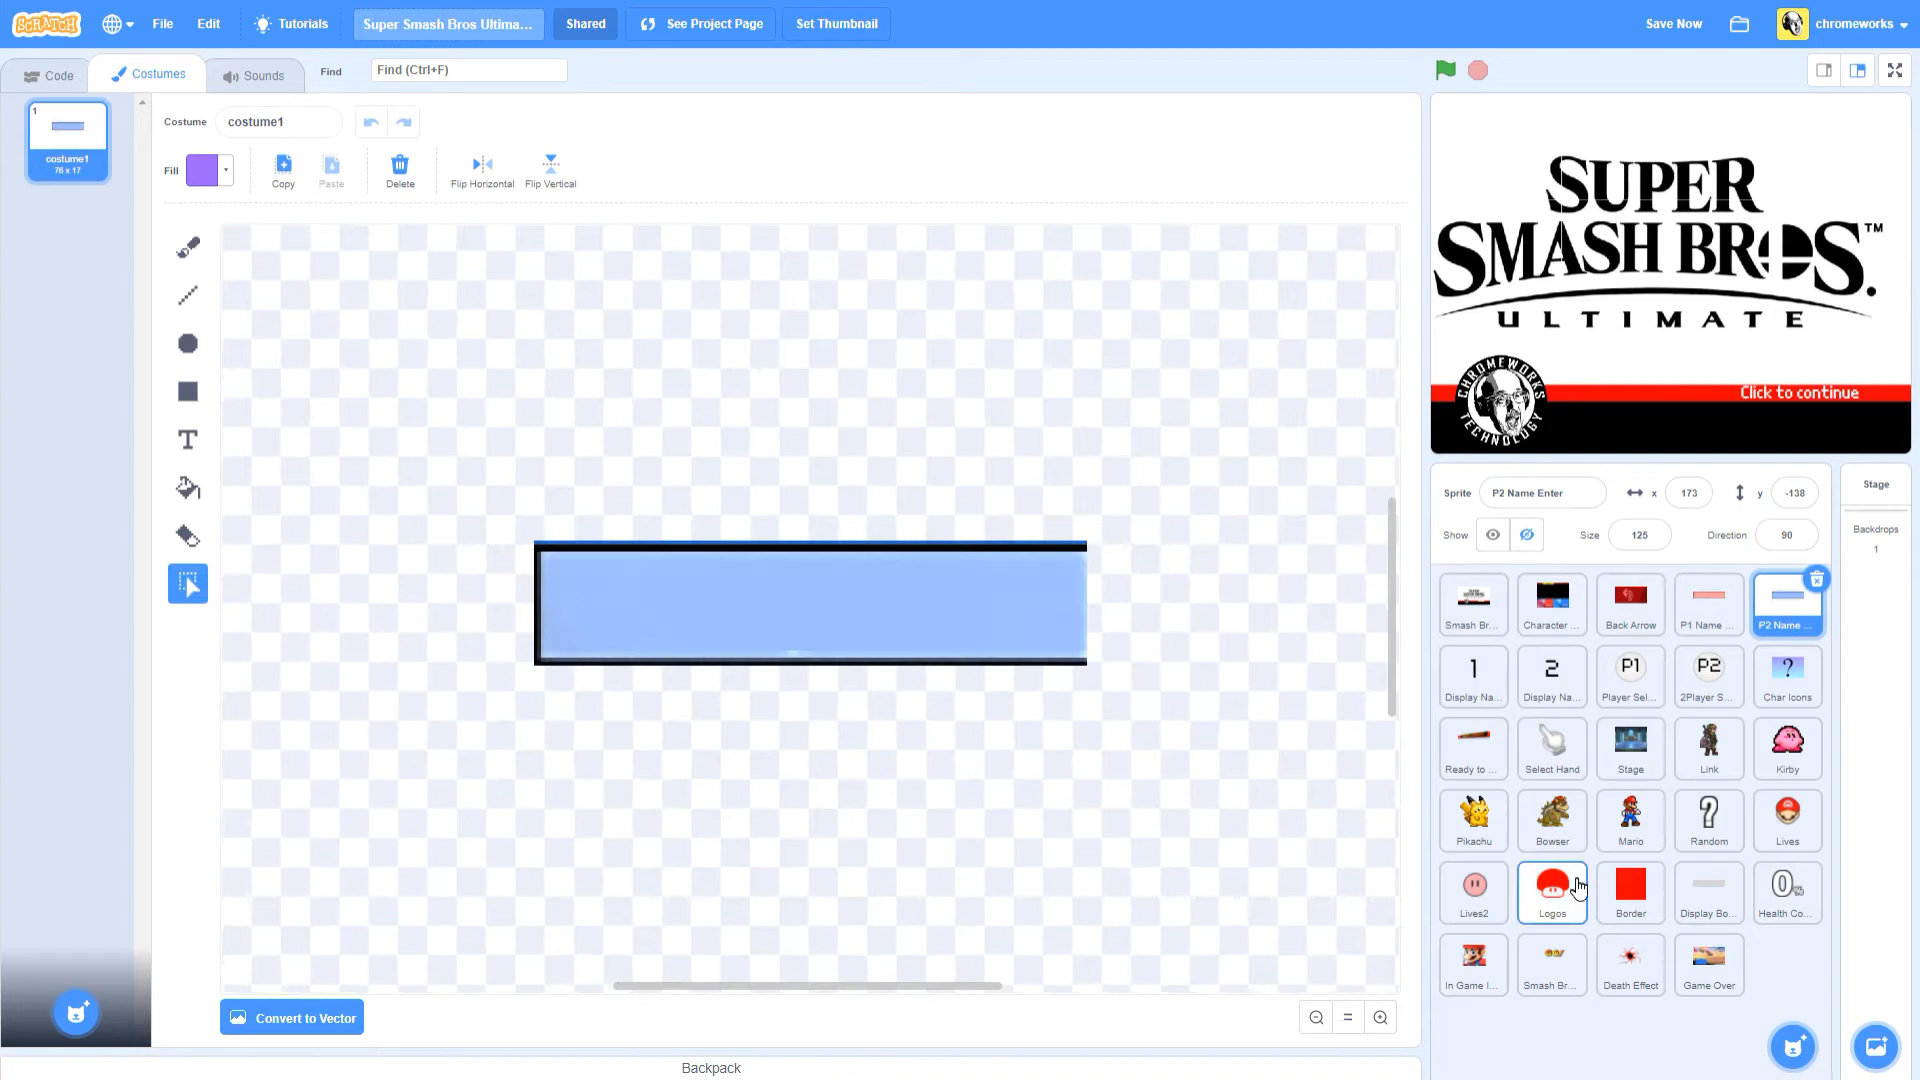 SCRATCH
File
Edit
Tutorials
Super Smash Bros Ultima...
Shared
See Project Page
Set Thumbnail
Save Now
chromeworks
Code
Costumes
Sounds
Find
Find (Ctrl+F)
1
costume1
76 x 17
Costume
costume1
Fill
Copy
Paste
Delete
Flip Horizontal
Flip Vertical
T
Convert to Vector
Backpack
SUPER
SMASH BROS.™
ULTIMATE
CHROMEWORKS
TECHNOLOGY
Click to continue
Sprite
P2 Name Enter
x
173
y
-138
Show
Size
125
Direction
90
Stage
Backdrops
1
Smash Br...
Character ...
Back Arrow
P1 Name ...
P2 Name ...
1
Display Na...
2
Display Na...
P1
Player Sel...
P2
2Player S...
?
Char Icons
Ready to ...
Select Hand
Stage
Link
Kirby
Pikachu
Bowser
Mario
?
Random
Lives
Lives2
Logos
Border
Display Bo...
0%
Health Co...
In Game I...
Smash Br...
Death Effect
Game Over